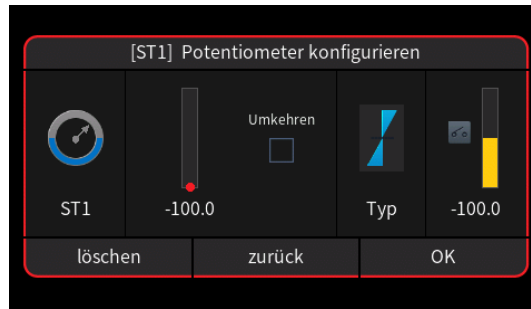 [ST1] Potentiometer konfigurieren
Umkehren
ST1
-100.0
Typ
-100.0
löschen
zurück
OK